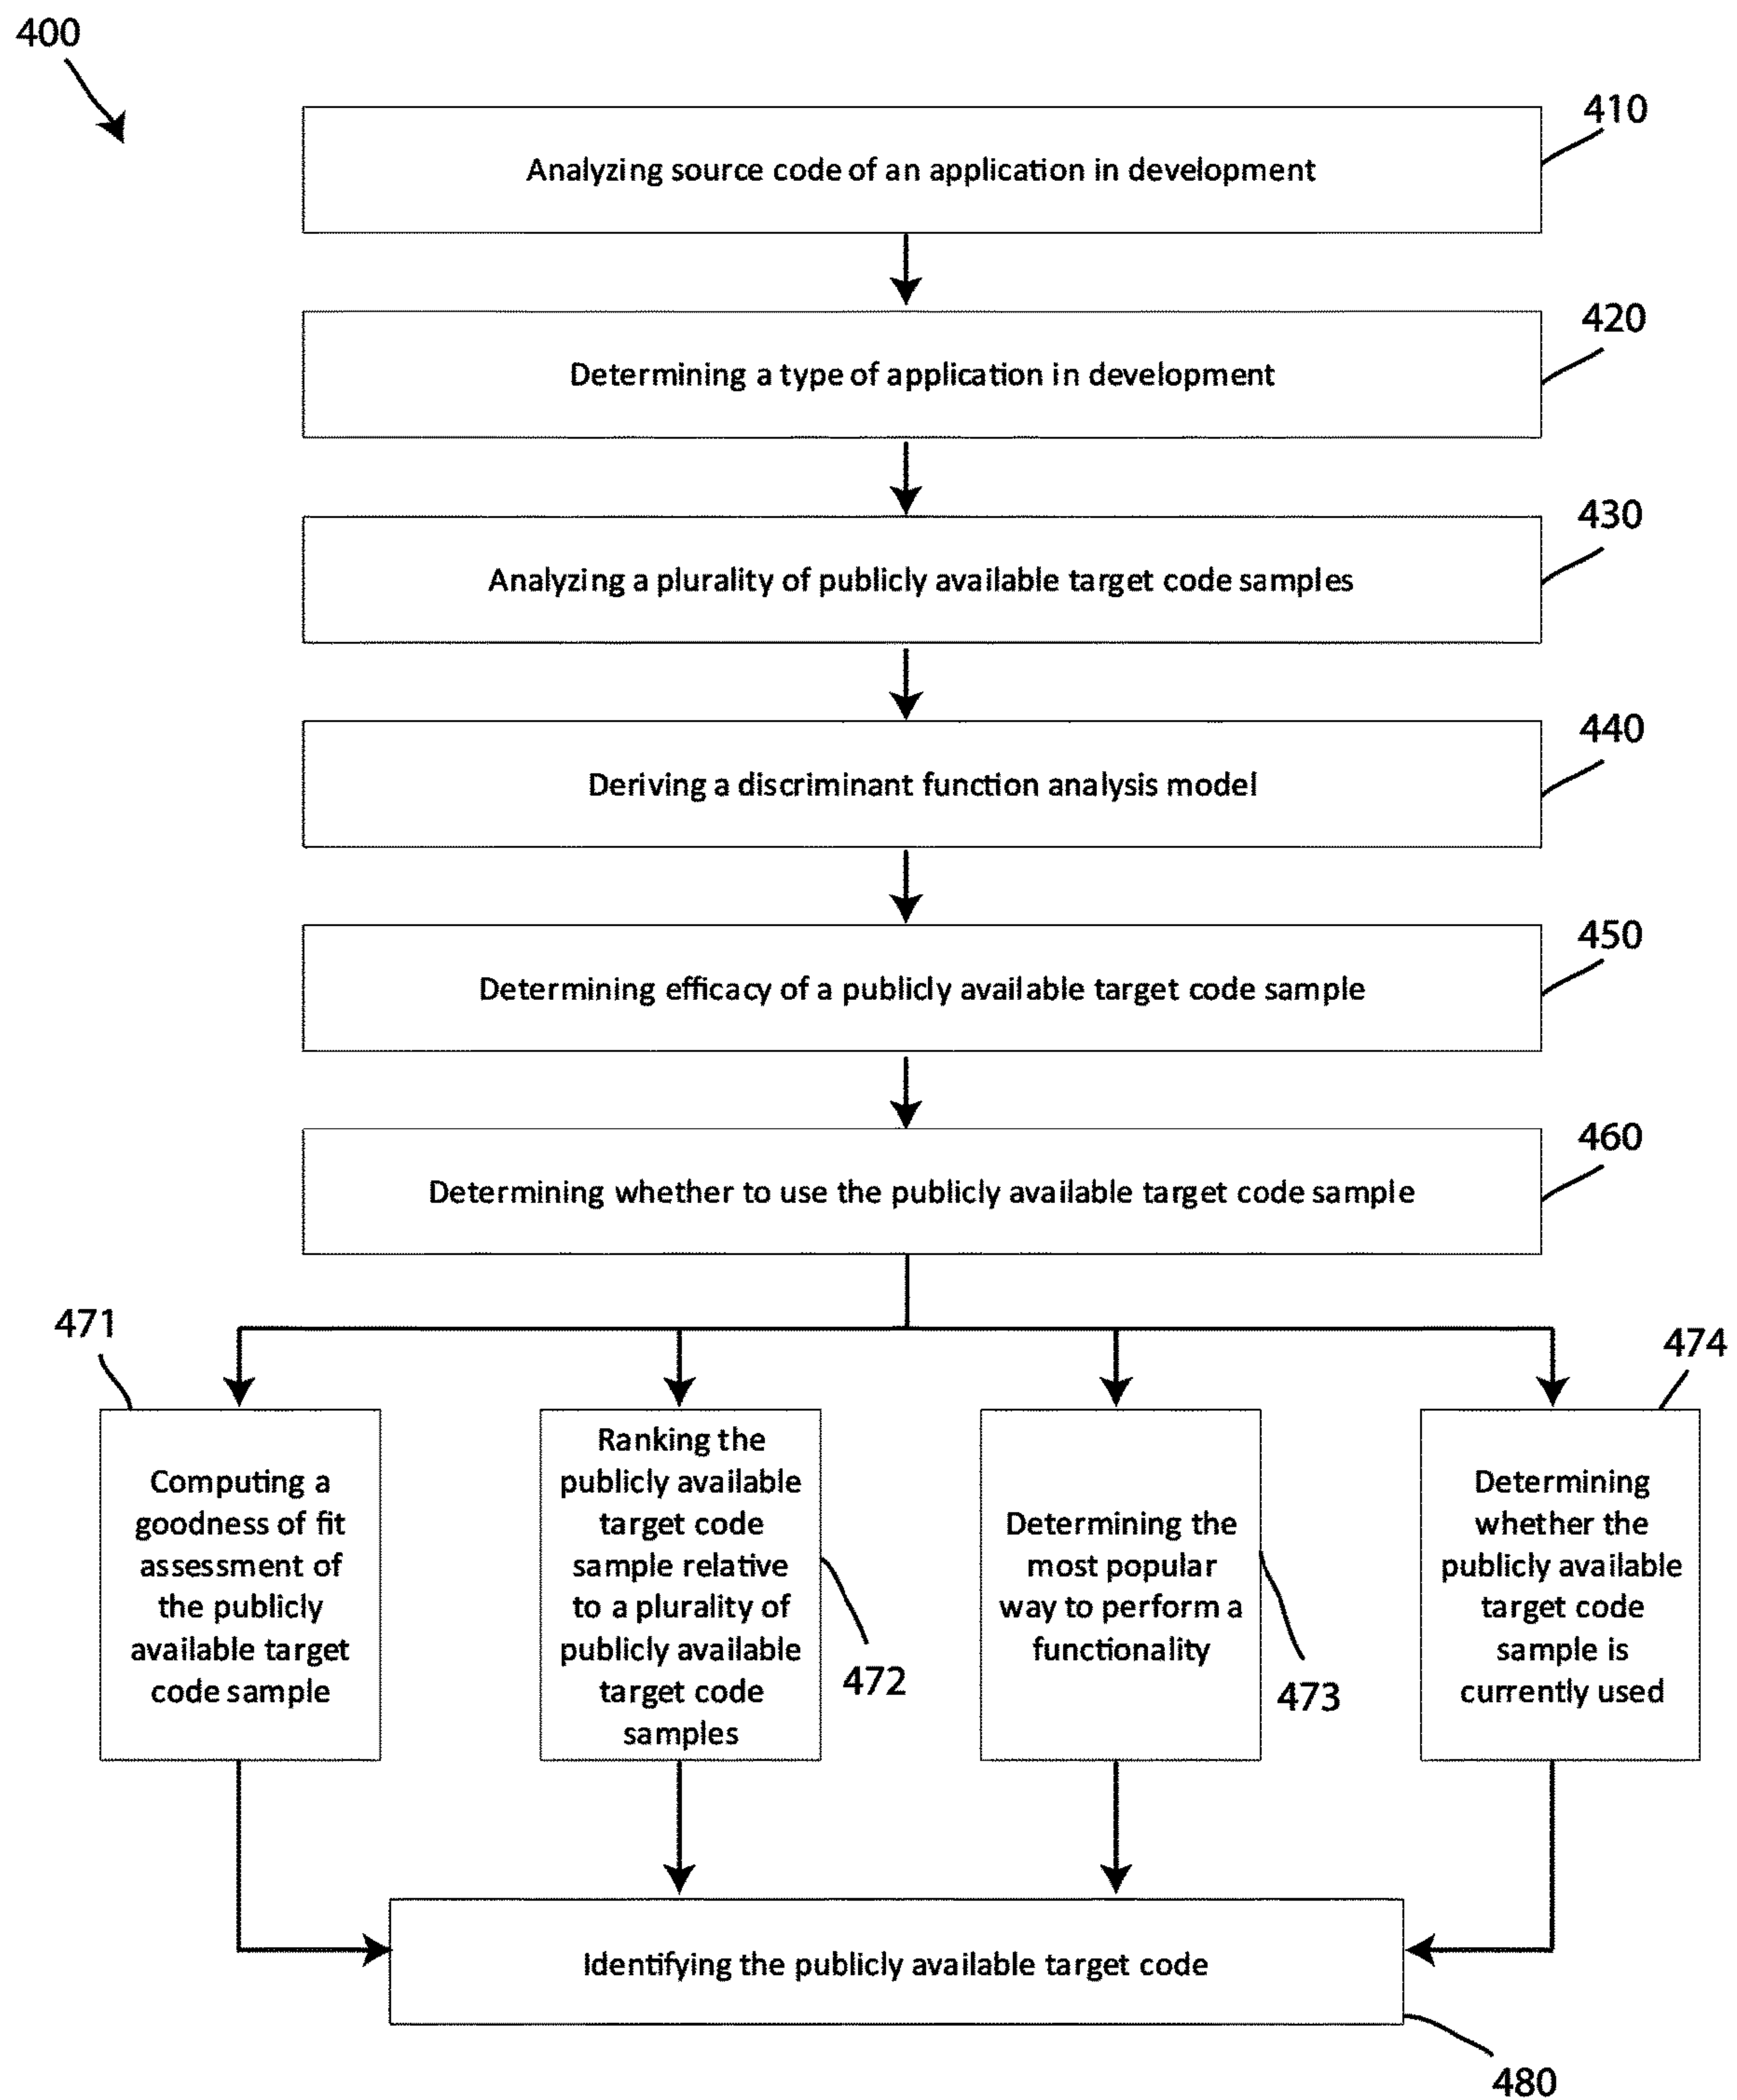 400
410
Analyzing source code of an application in development
420
Determining a type of application in development
430
Analyzing a plurality of publicly available target code samples
440
Deriving a discriminant function analysis model
450
Determining efficacy of a publicly available target code sample
460
Determining whether to use the publicly available target code sample
471
Computing a
goodness of fit
assessment of
the publicly
available target
code sample
Ranking the
publicly available
target code
sample relative
to a plurality of
publicly available
target code
samples
472
Determining the
most popular
way to perform a
functionality
473
474
Determining
whether the
publicly available
target code
sample is
currently used
Identifying the publicly available target code
480